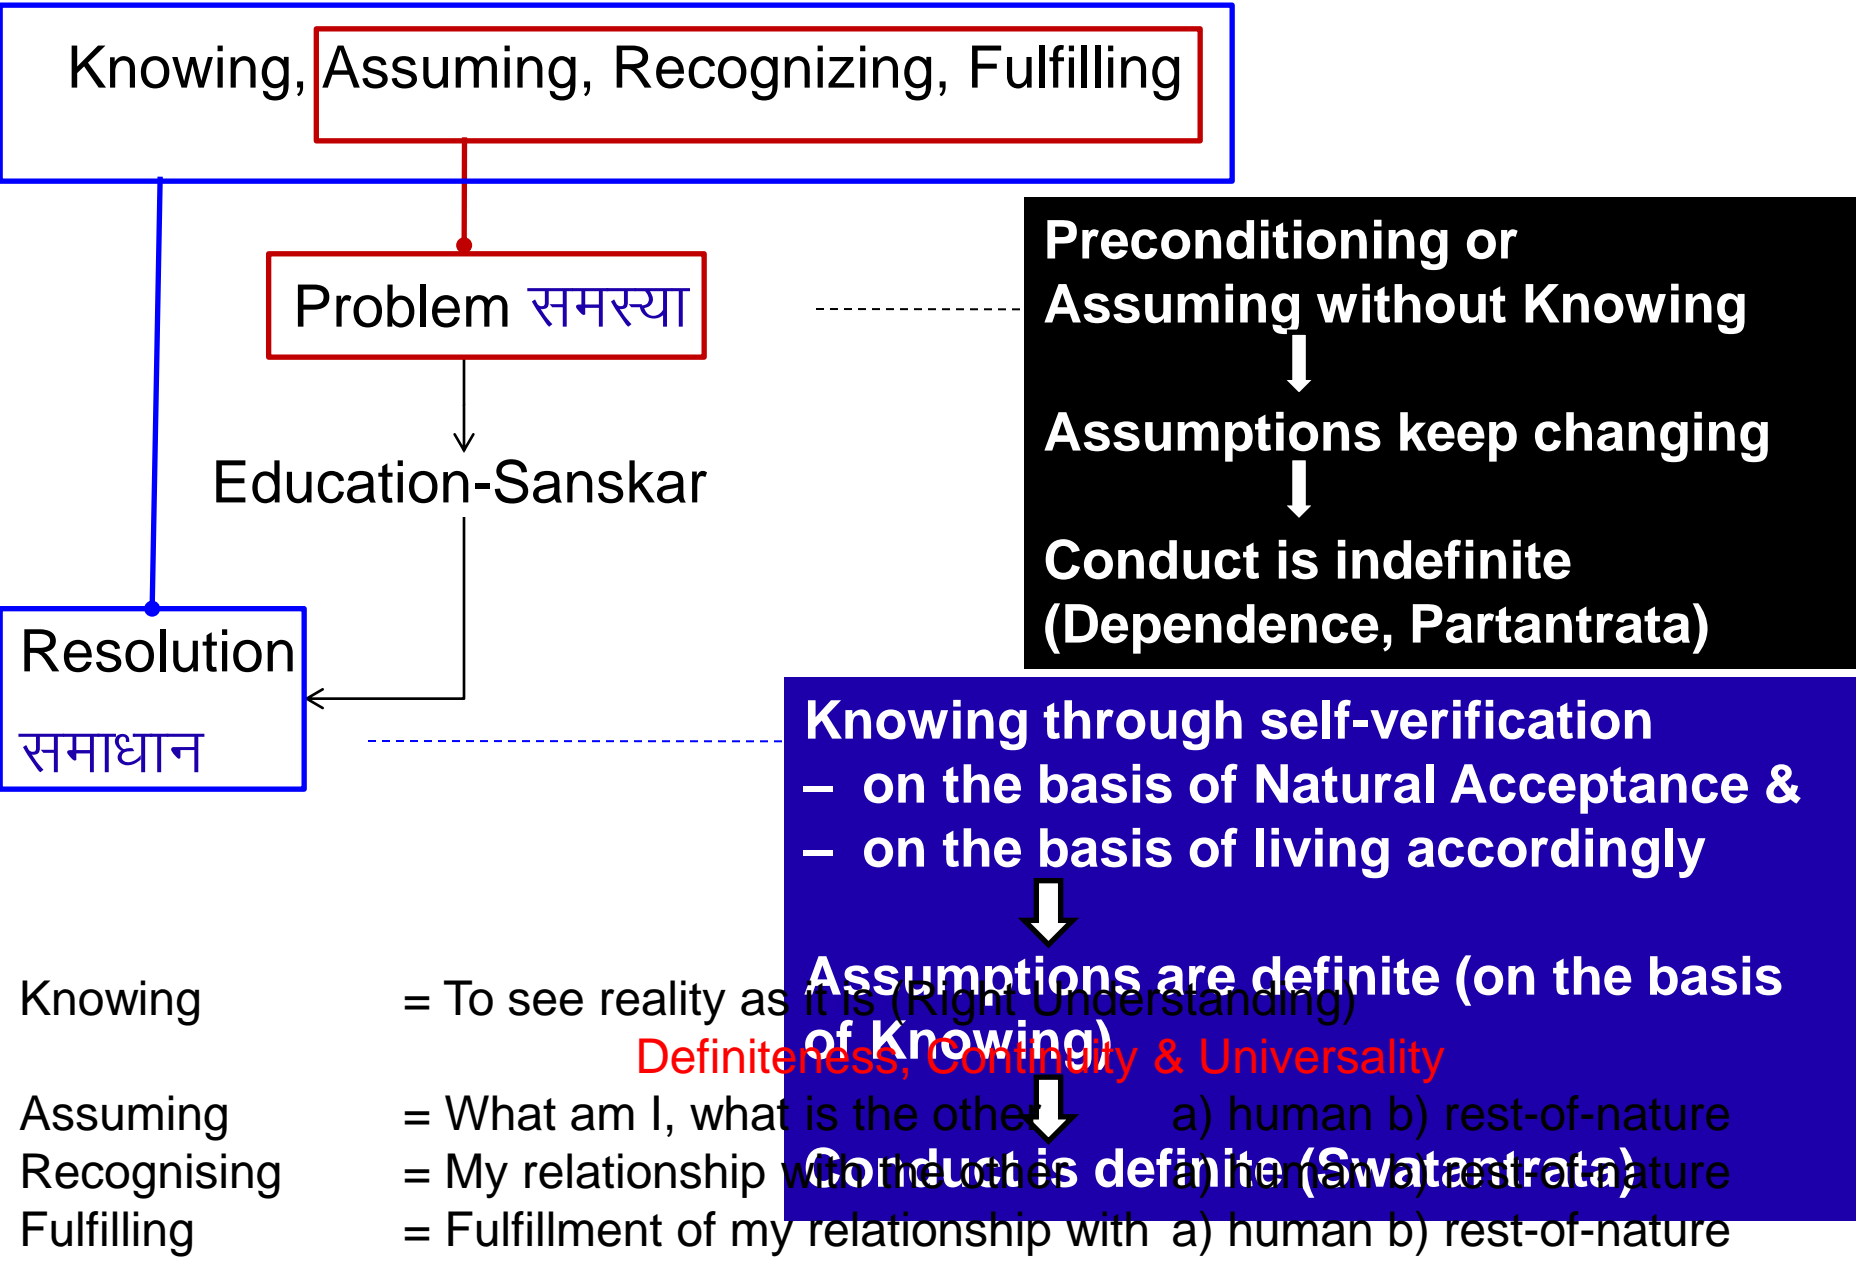 Knowing, Assuming, Recognizing, Fulfilling
Problem समस्या
Education-Sanskar
Resolution
समाधान
Preconditioning or
Assuming without Knowing
Assumptions keep changing
Conduct is indefinite
(Dependence, Partantrata)
Knowing through self-verification
– on the basis of Natural Acceptance &
– on the basis of living accordingly
Assumptions are definite (on the basis
of Knowing)
Conduct is definite (Swatantrata)
Knowing = To see reality as it is (Right Understanding)
Definiteness, Continuity & Universality
Assuming = What am I, what is the other a) human b) rest-of-nature
Recognising = My relationship with the other a) human b) rest-of-nature
Fulfilling = Fulfillment of my relationship with a) human b) rest-of-nature